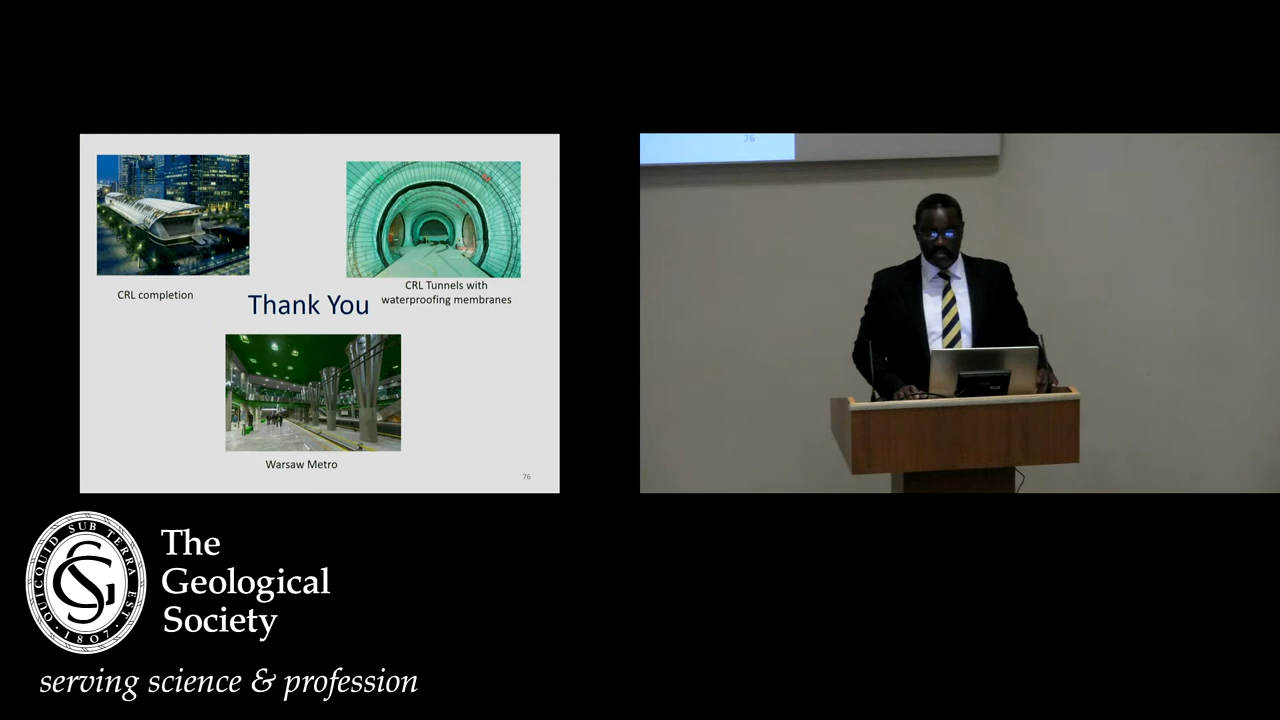 76
CRL completion
Thank You
CRL Tunnels with
waterproofing membranes
Warsaw Metro
76
QUICQUID SUB TERRA EST
· 1807 ·
The
Geological
Society
serving science & profession